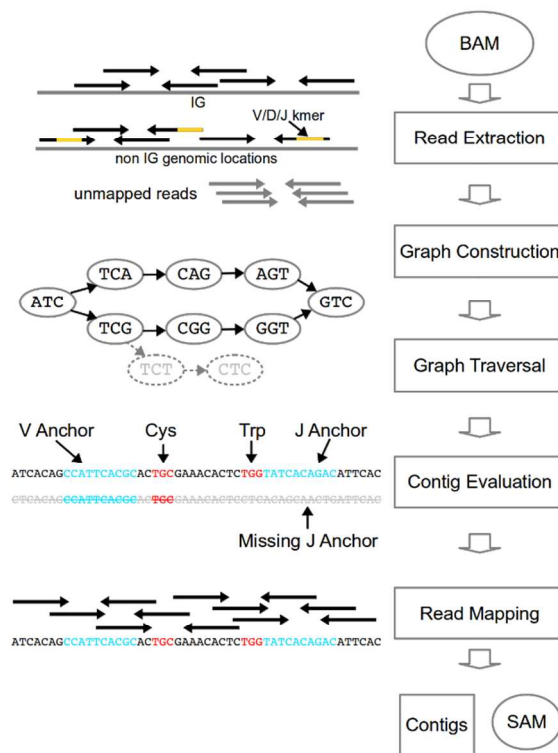 BAM
IG
V/D/J kmer
Read Extraction
non IG genomic locations
unmapped reads
Graph Construction
TCA CAG AGT
ATC GTC
TCG CGG GGT
TCT CTC
Graph Traversal
V Anchor Cys Trp J Anchor
ATCACAGCCATTCACGCACTGCGAAACACTCTGGTATCACAGACATTCAC
CTCACAGCCATTCACGCACTGCGAAACACTCCTCACAGCAACTGATTCAC
Contig Evaluation
Missing J Anchor
Read Mapping
ATCACAGCCATTCACGCACTGCGAAACACTCTGGTATCACAGACATTCAC
Contigs SAM